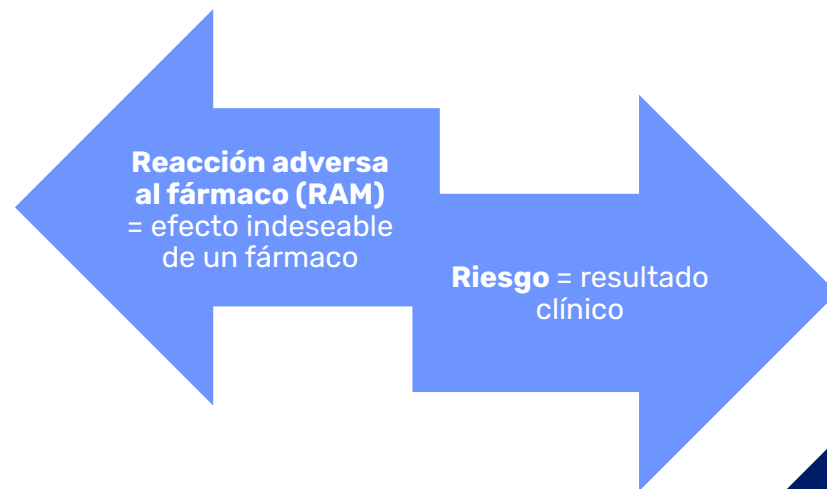 Reacción adversa
al fármaco (RAM)
= efecto indeseable
de un fármaco
Riesgo = resultado
clínico